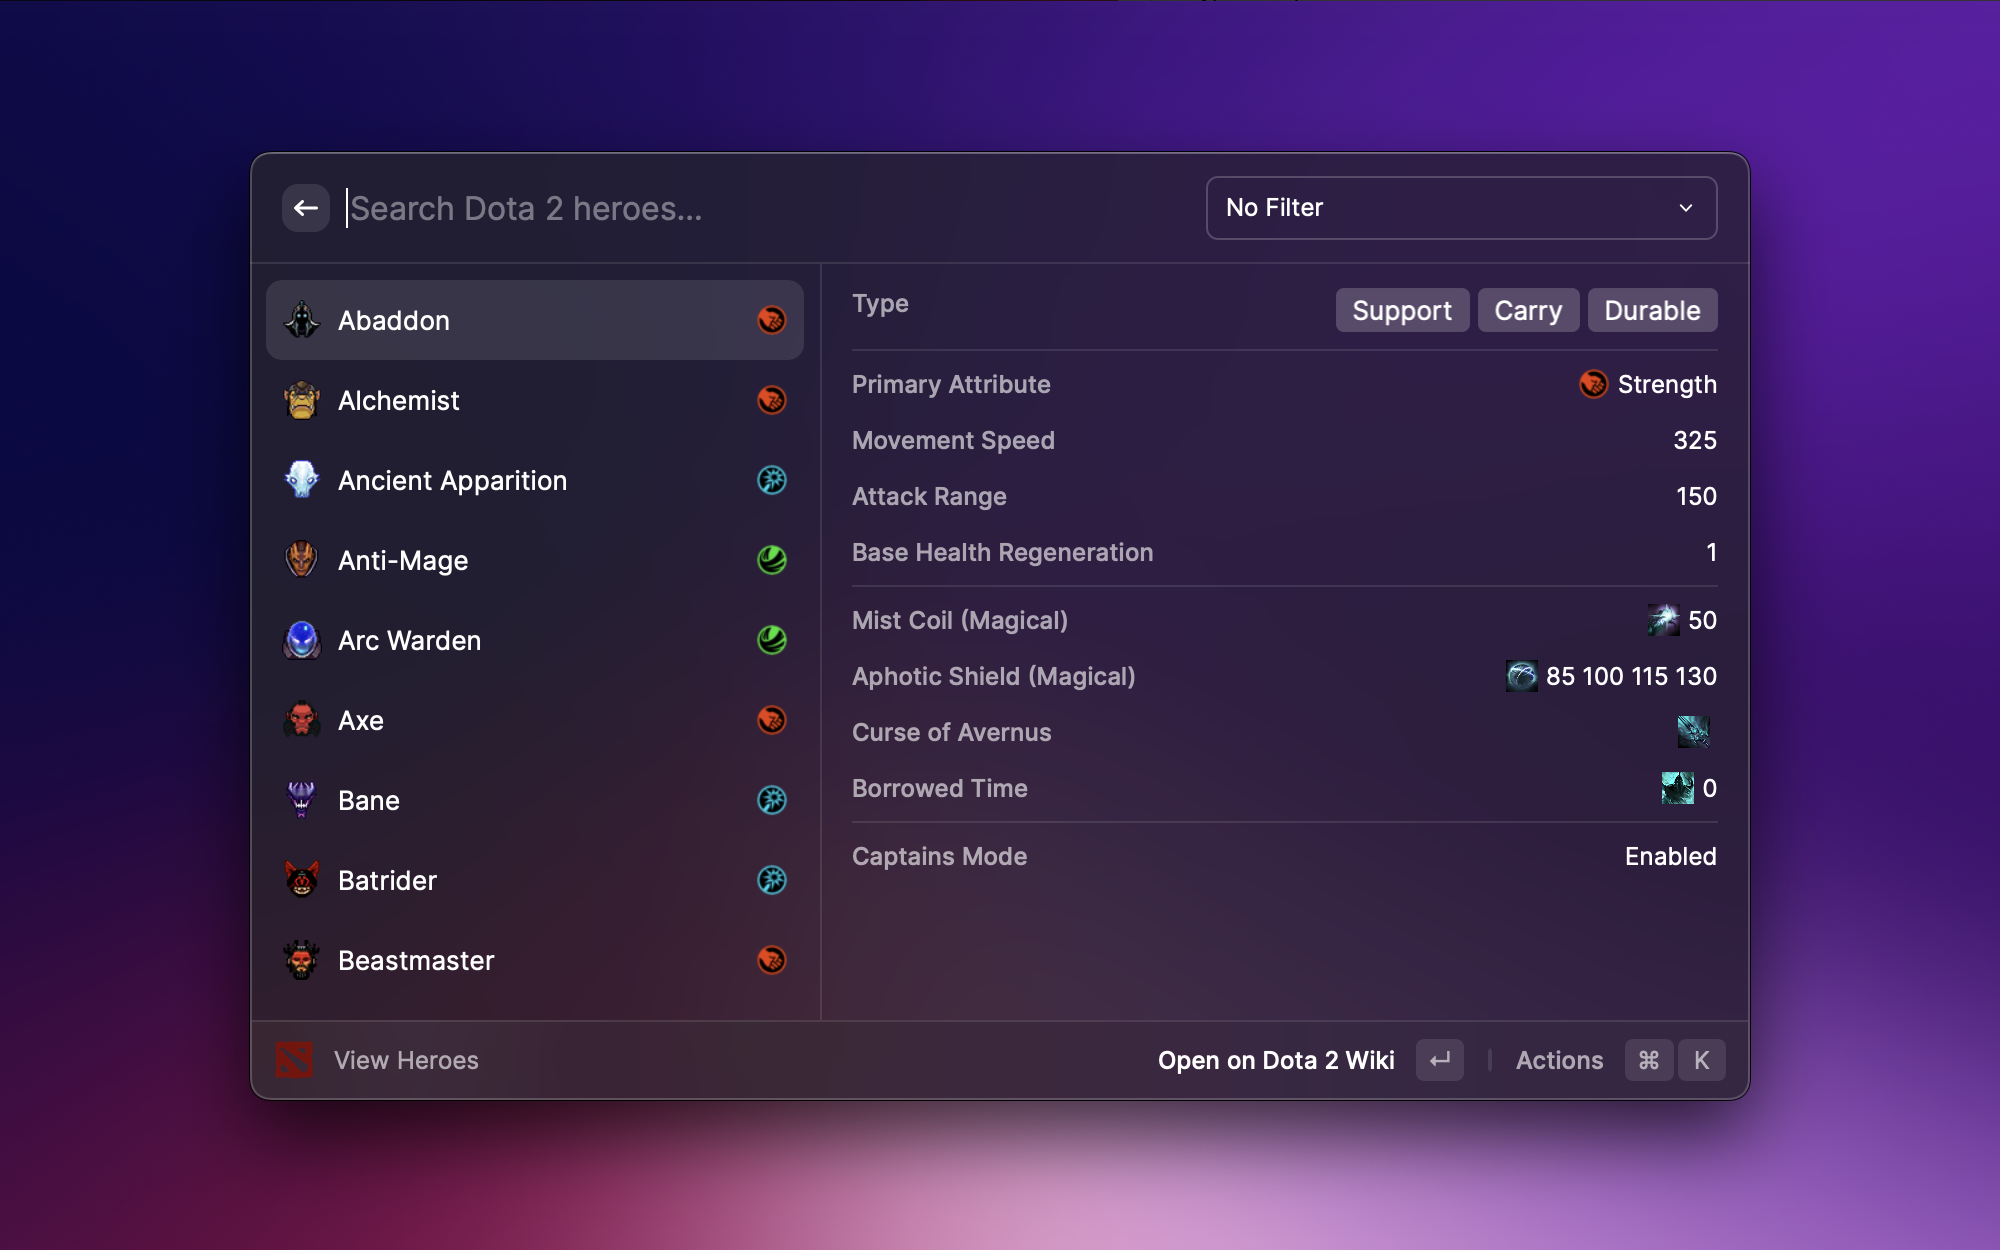 Search Dota 2 heroes...
No Filter
Abaddon
Alchemist
Ancient Apparition
Anti-Mage
Arc Warden
Axe
Bane
Batrider
Beastmaster
Type
Support Carry Durable
Primary Attribute Strength
Movement Speed 325
Attack Range 150
Base Health Regeneration 1
Mist Coil (Magical) 50
Aphotic Shield (Magical) 85 100 115 130
Curse of Avernus
Borrowed Time 0
Captains Mode Enabled
View Heroes
Open on Dota 2 Wiki ↵
Actions ⌘ K